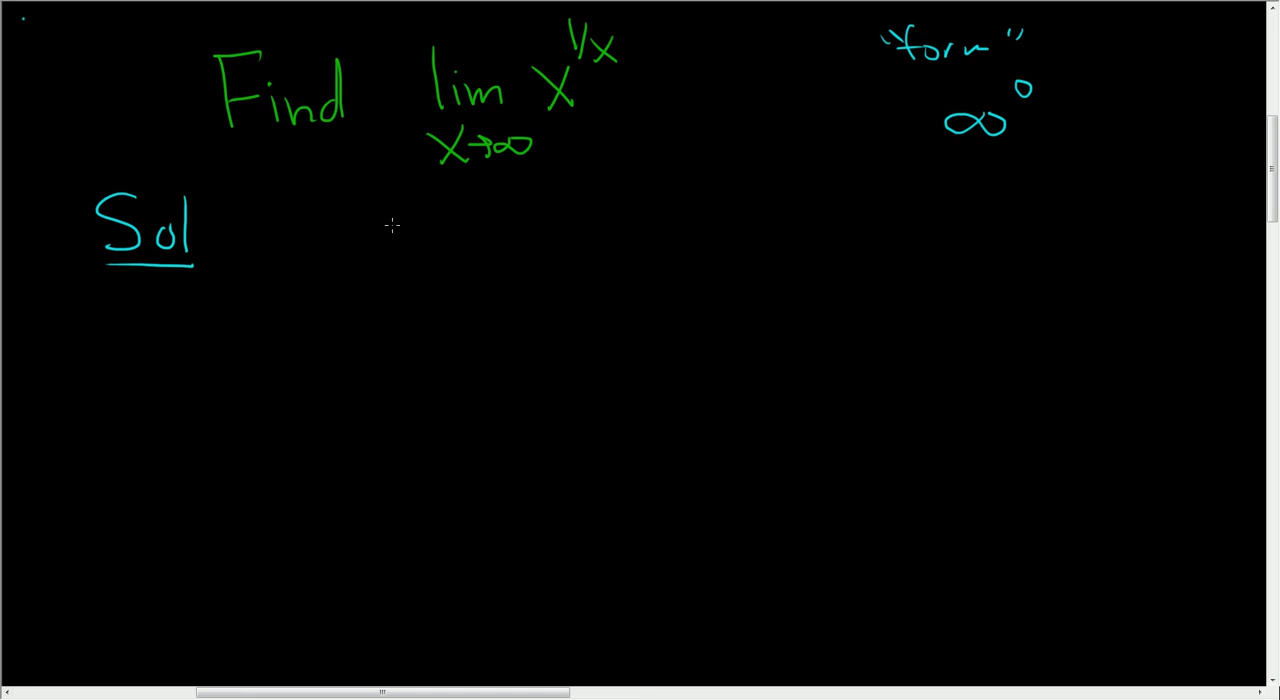 Find lim x^{1/x}
x→∞
"form"
∞^0
Sol